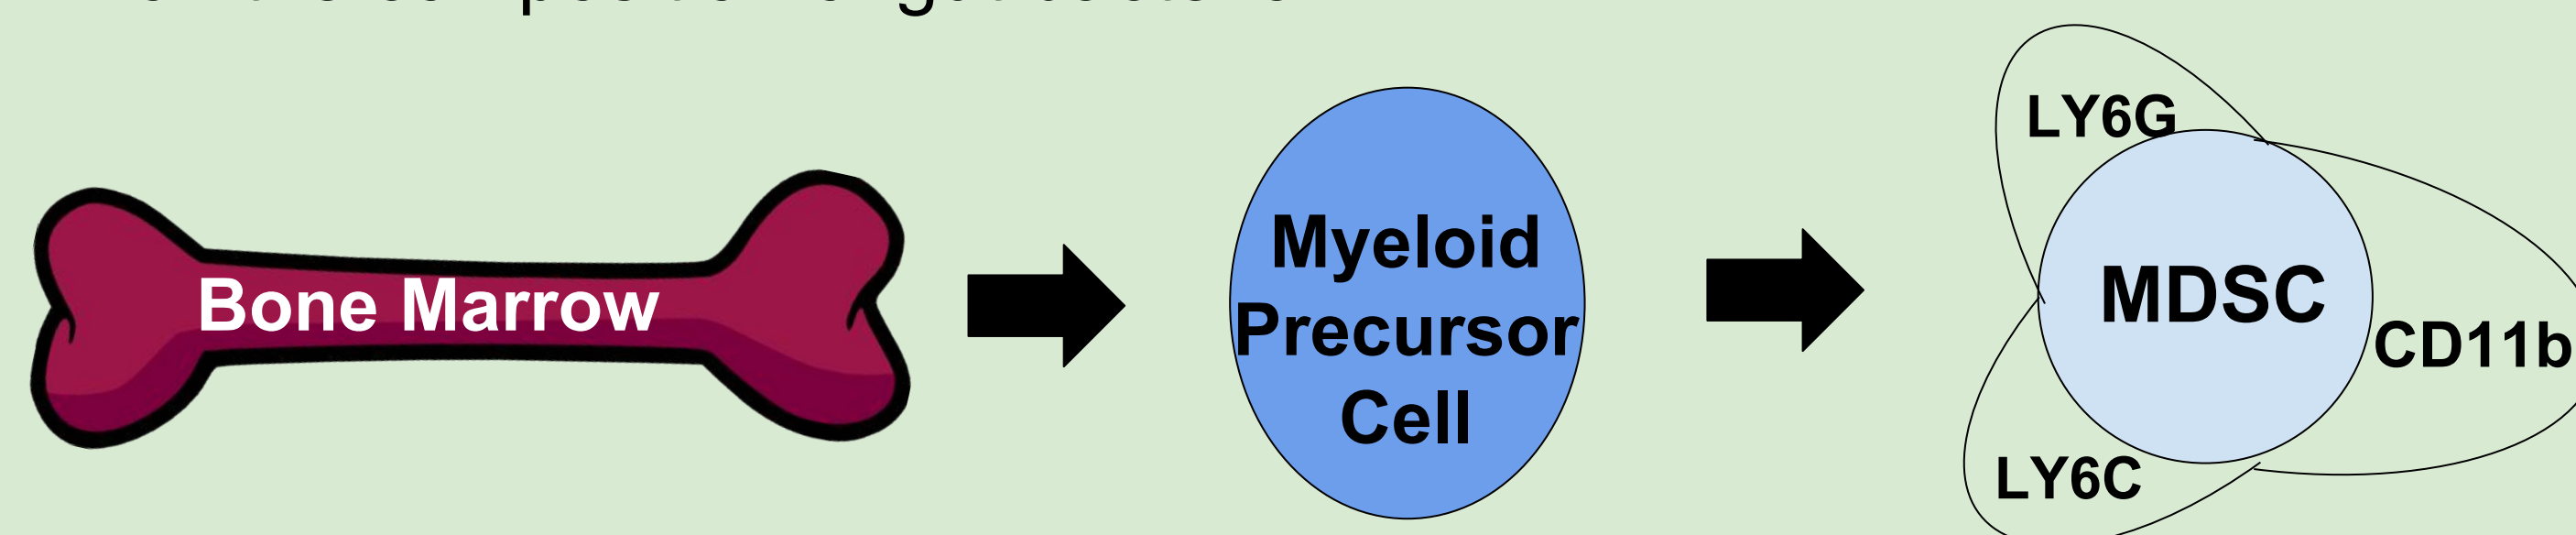 Bone Marrow
Myeloid
Precursor
Cell
LY6G
MDSC
CD11b
LY6C